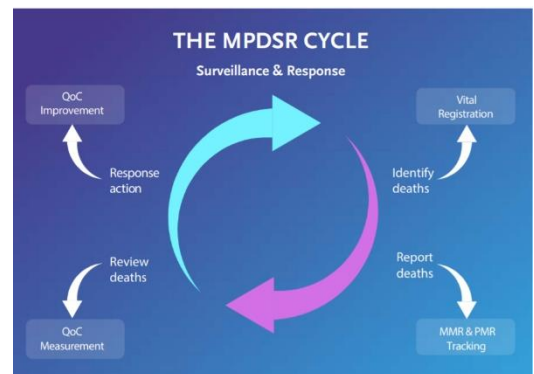 THE MPDSR CYCLE
Surveillance & Response
QoC
Improvement
Vital
Registration
Response
action
Identify
deaths
Review
deaths
Report
deaths
QoC
Measurement
MMR & PMR
Tracking